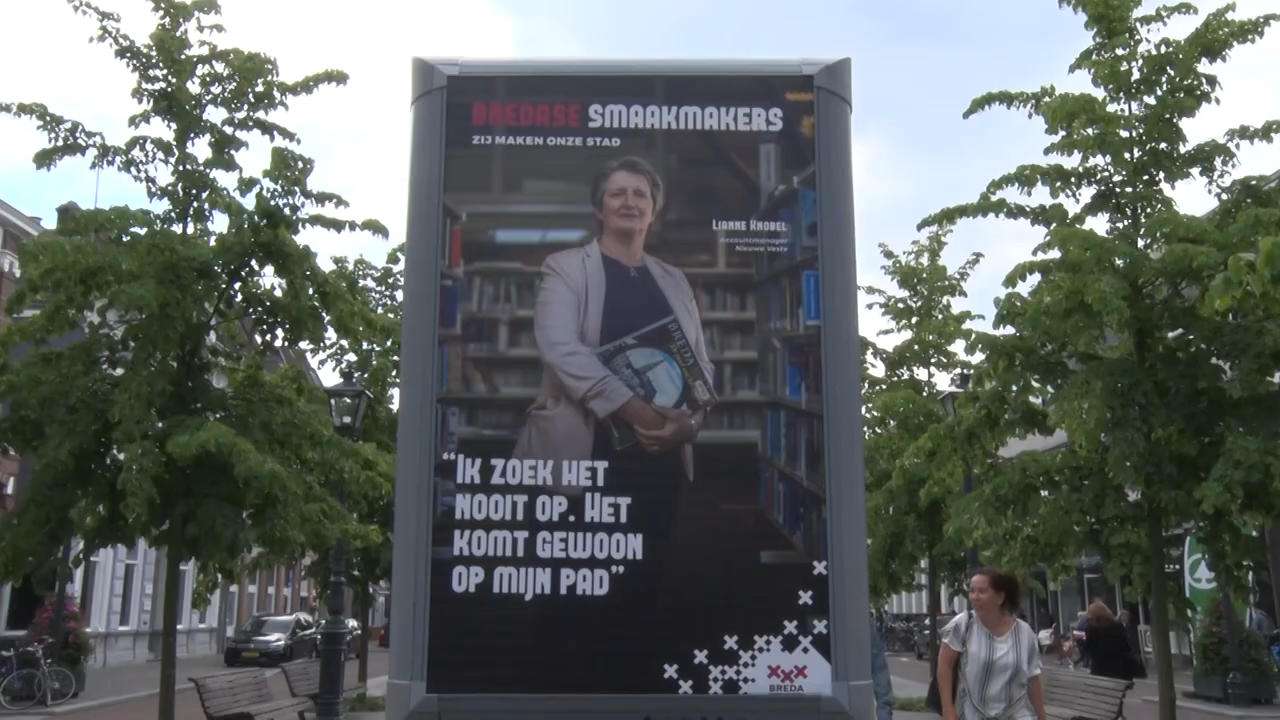 BREDASE SMAAKMAKERS
ZIJ MAKEN ONZE STAD
LIANNE KNOBEL
Accountmanager
Nieuwe Veste
BREDA
“IK ZOEK HET
NOOIT OP. HET
KOMT GEWOON
OP MIJN PAD”
BREDA